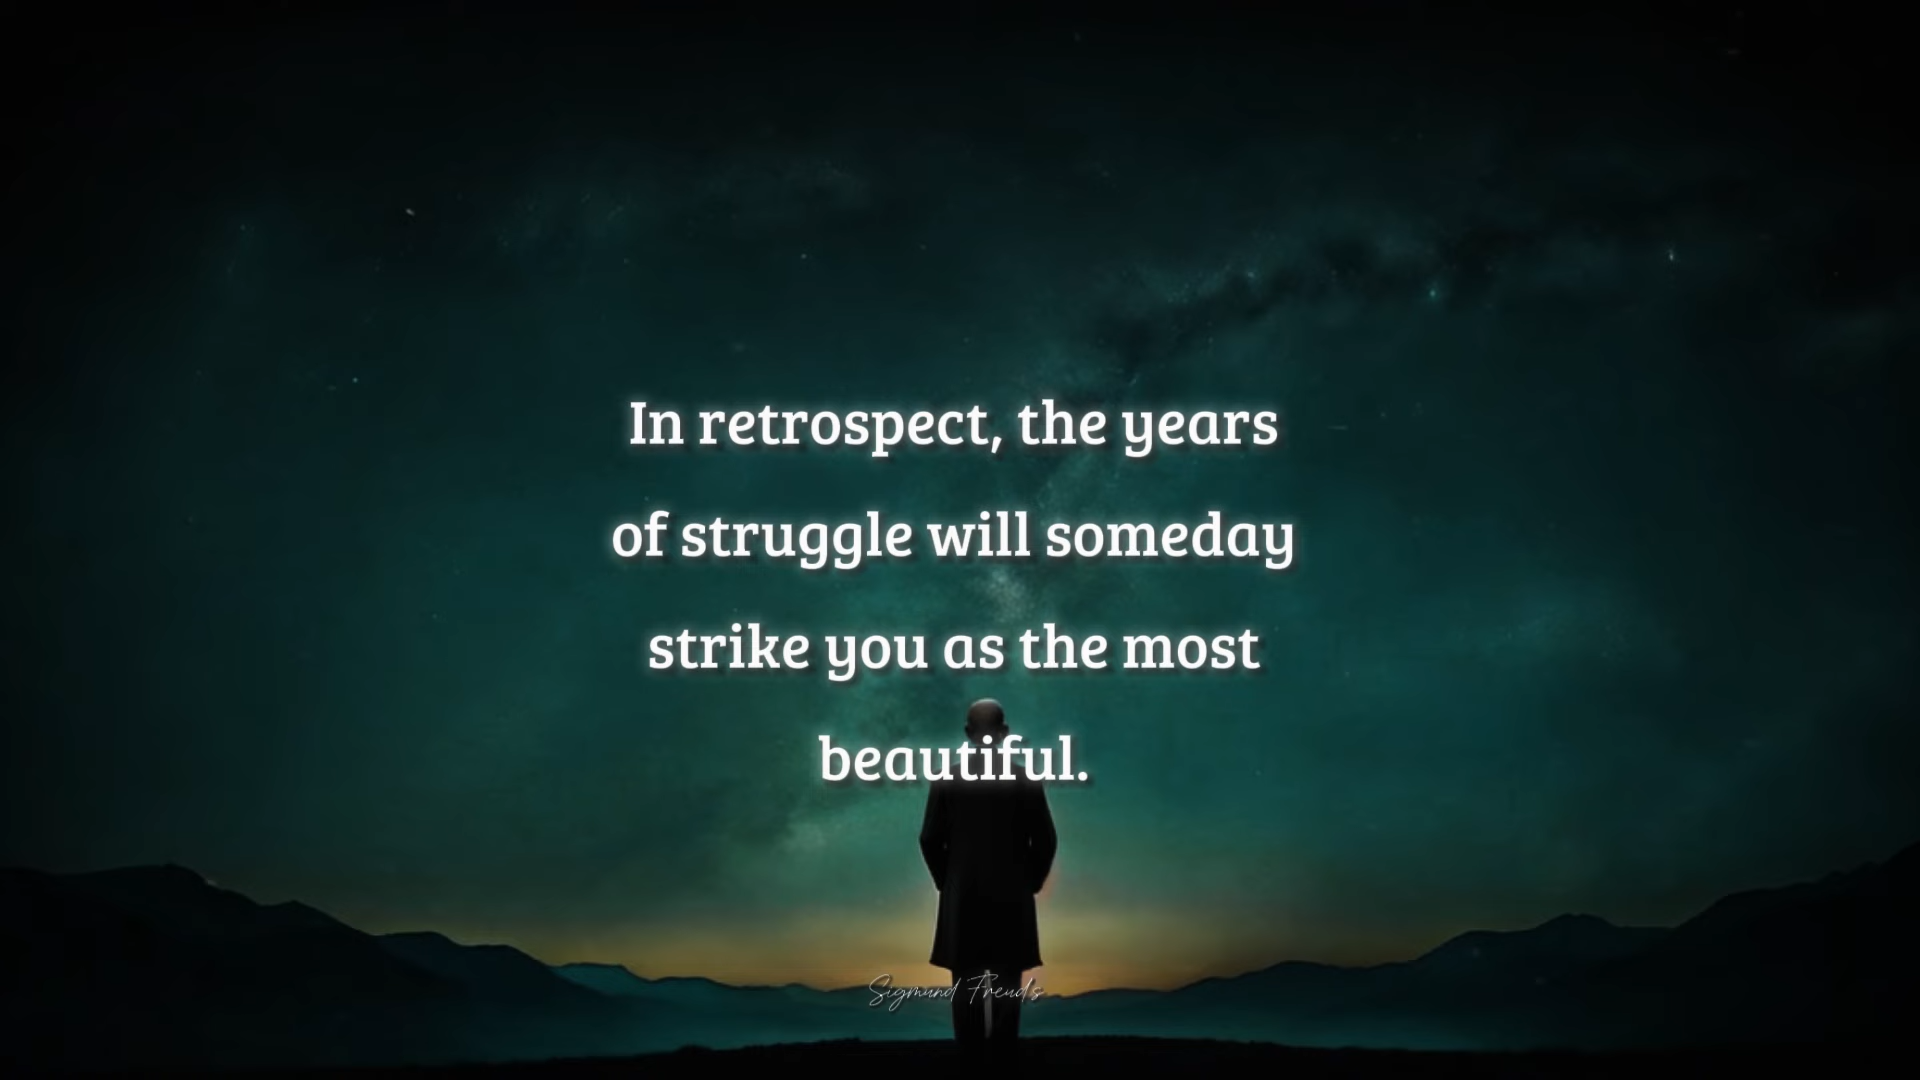 In retrospect, the years
of struggle will someday
strike you as the most
beautiful.
Sigmund Freud's